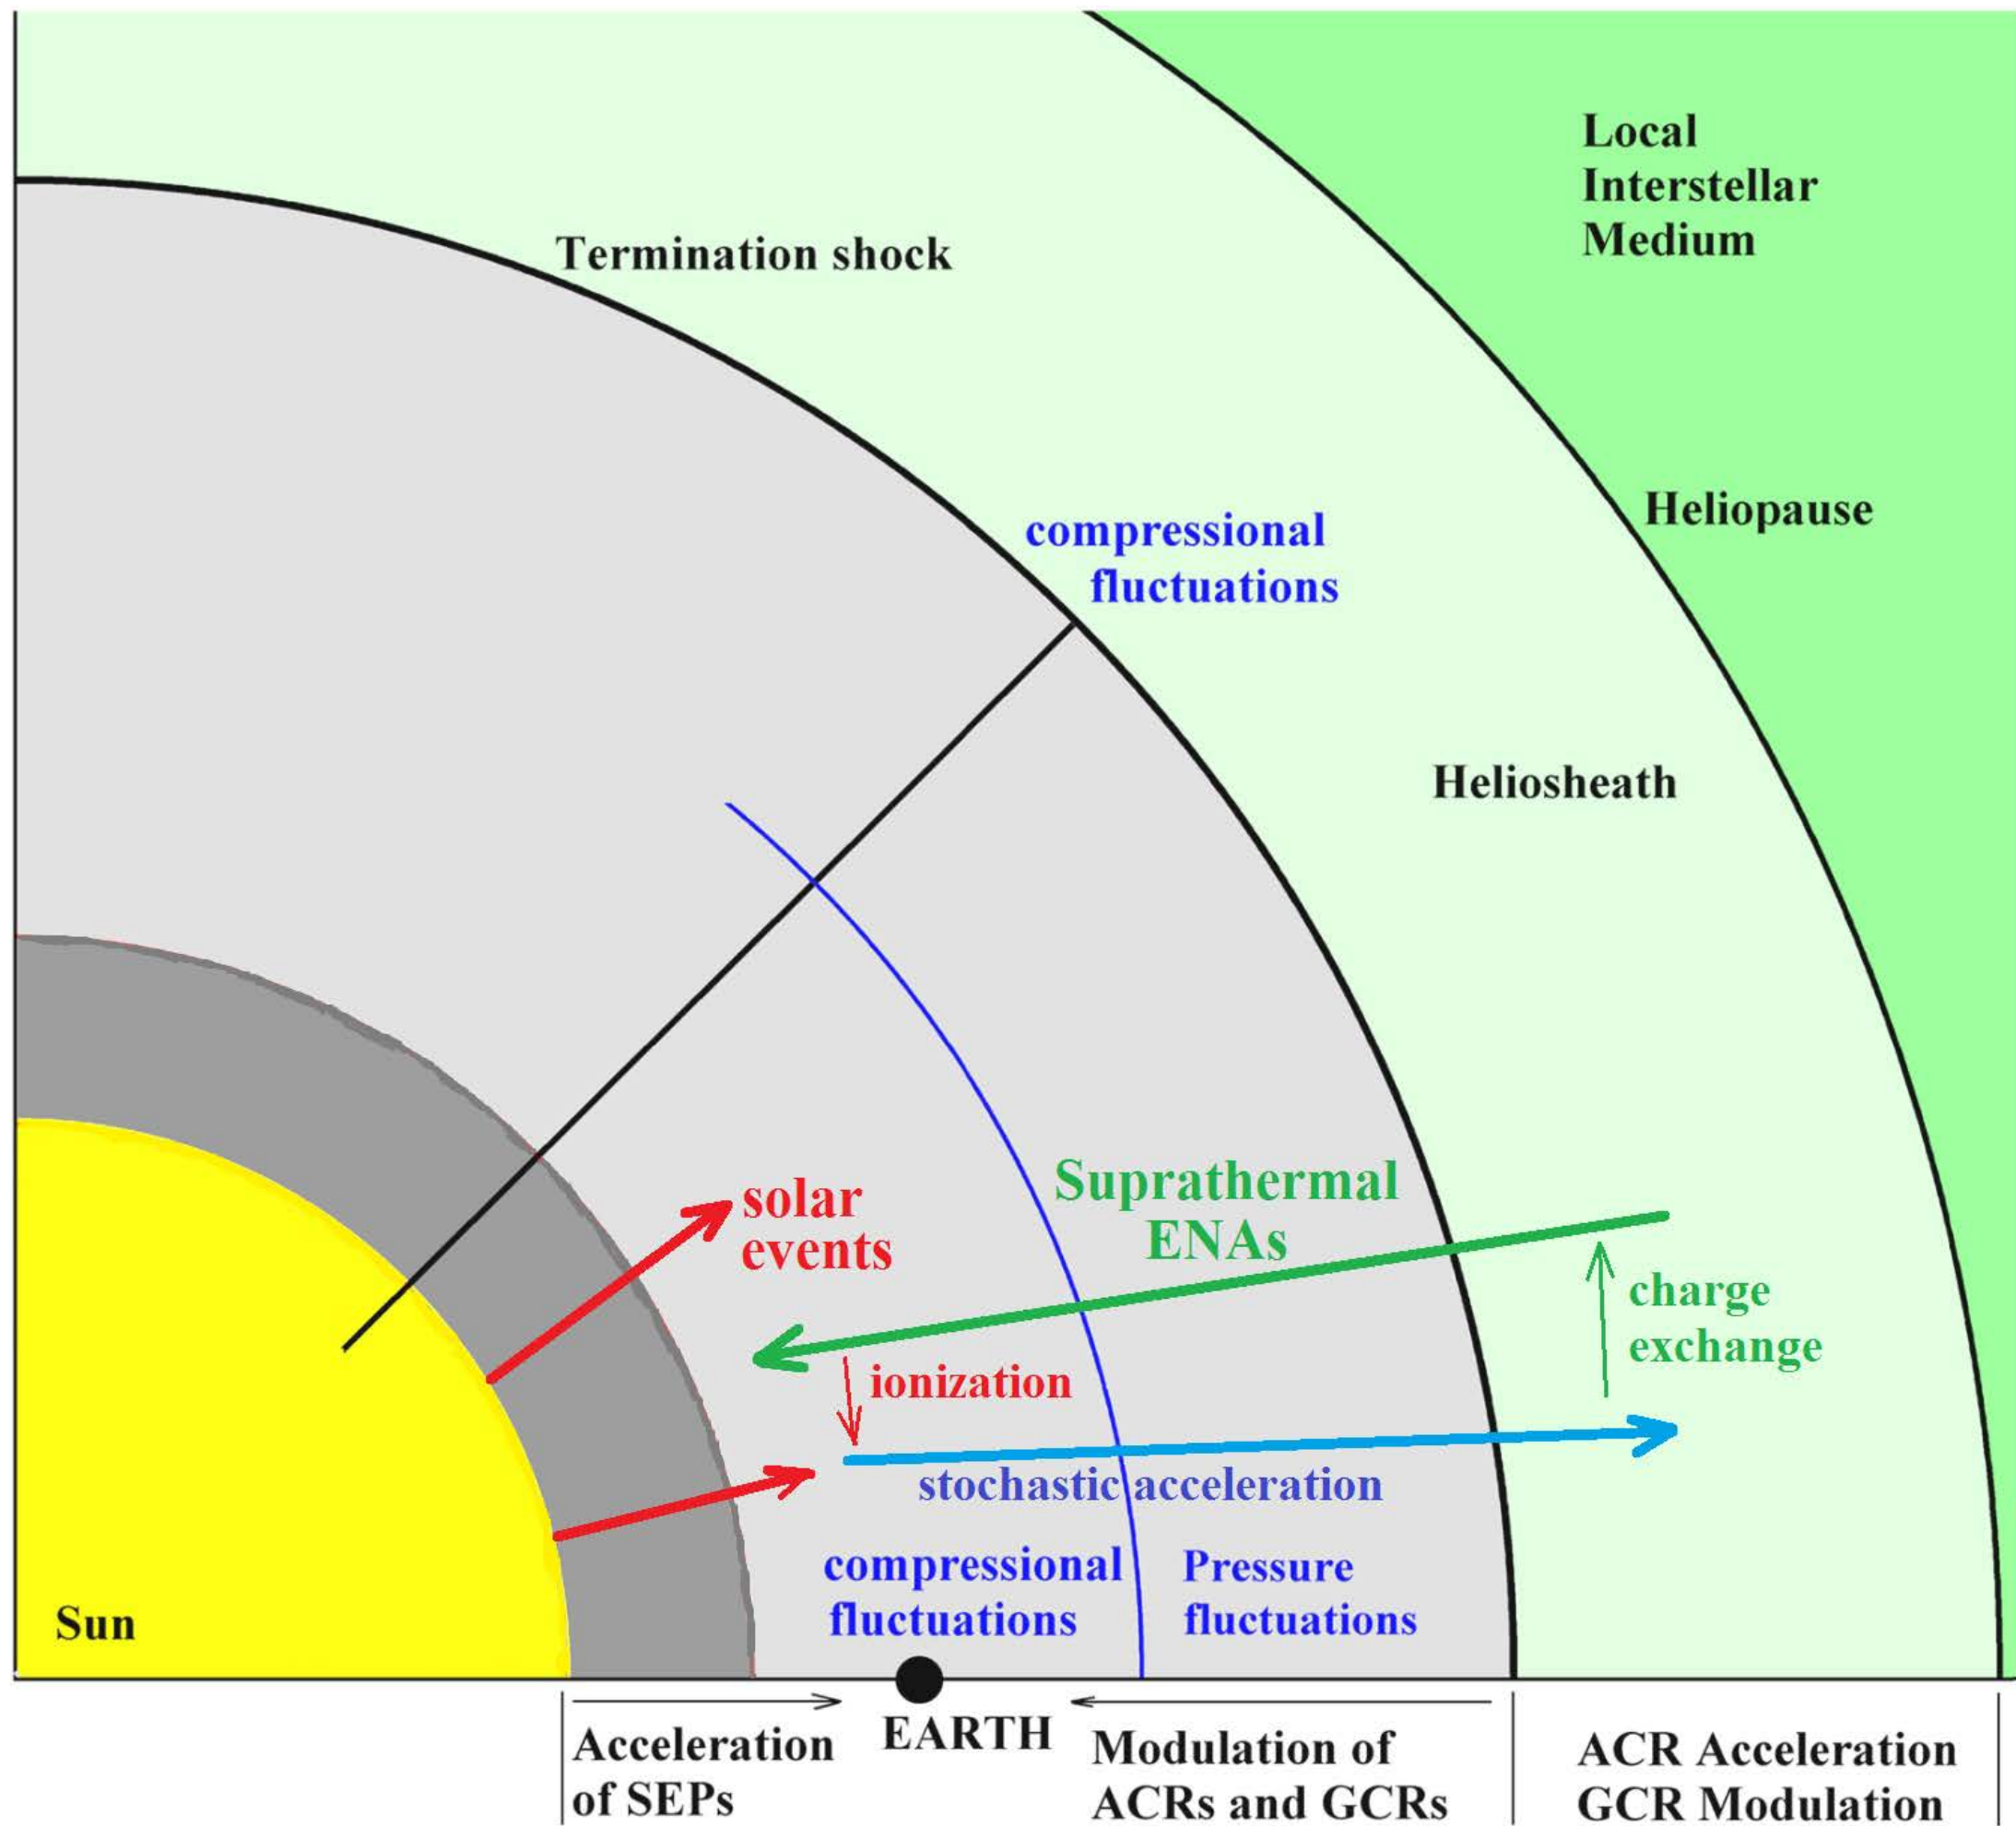 Local
Interstellar
Medium
Termination shock
Heliopause
compressional
fluctuations
Heliosheath
Suprathermal
ENAs
solar
events
charge
exchange
ionization
stochastic acceleration
compressional
fluctuations
Pressure
fluctuations
Sun
EARTH
Acceleration
of SEPs
Modulation of
ACRs and GCRs
ACR Acceleration
GCR Modulation